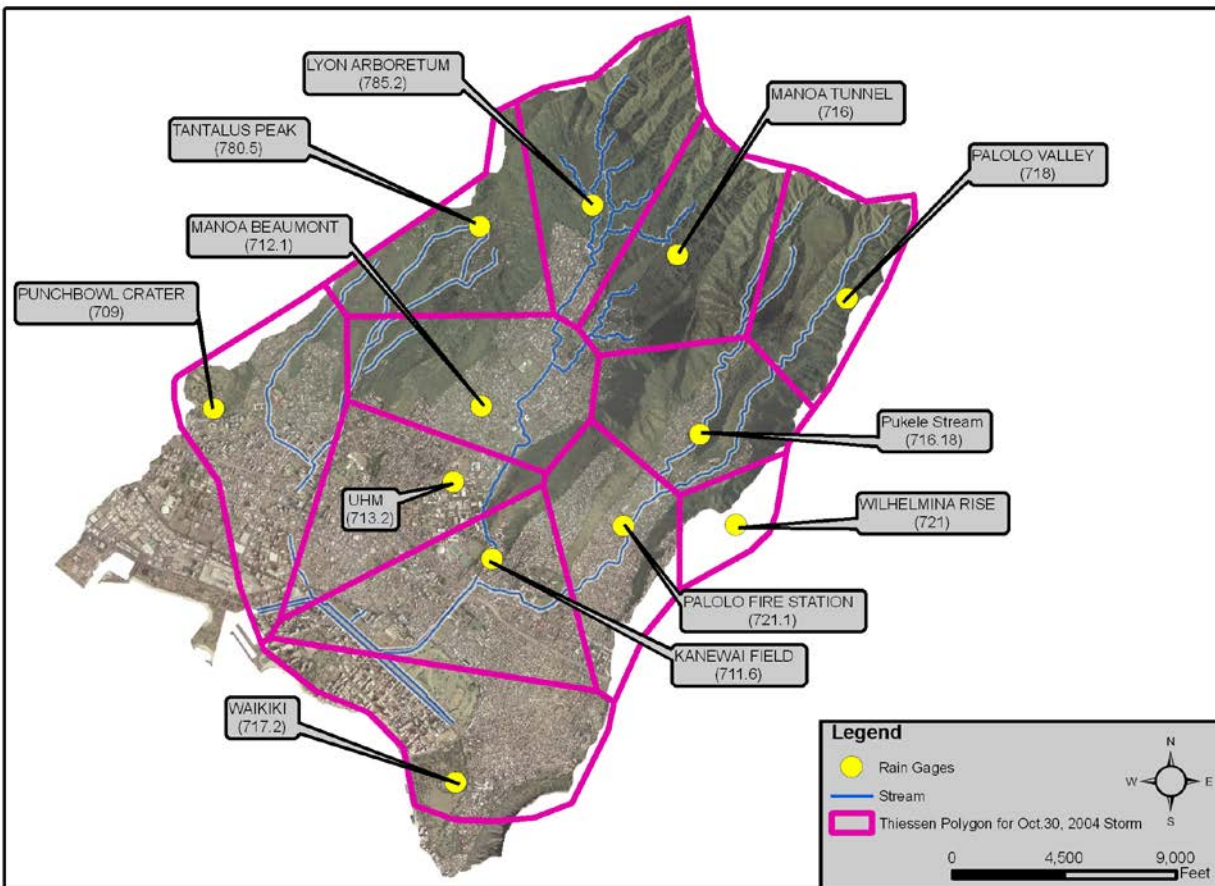 LYON ARBORETUM
(785.2)
MANOA TUNNEL
(716)
TANTALUS PEAK
(780.5)
PALOLO VALLEY
(718)
MANOA BEAUMONT
(712.1)
PUNCHBOWL CRATER
(709)
Pukele Stream
(716.18)
UHM
(713.2)
WILHELMINA RISE
(721)
PALOLO FIRE STATION
(721.1)
KANEWAI FIELD
(711.6)
WAIKIKI
(717.2)
Legend
Rain Gages
Stream
Thiessen Polygon for Oct.30, 2004 Storm
N
W E
S
0 4,500 9,000
Feet